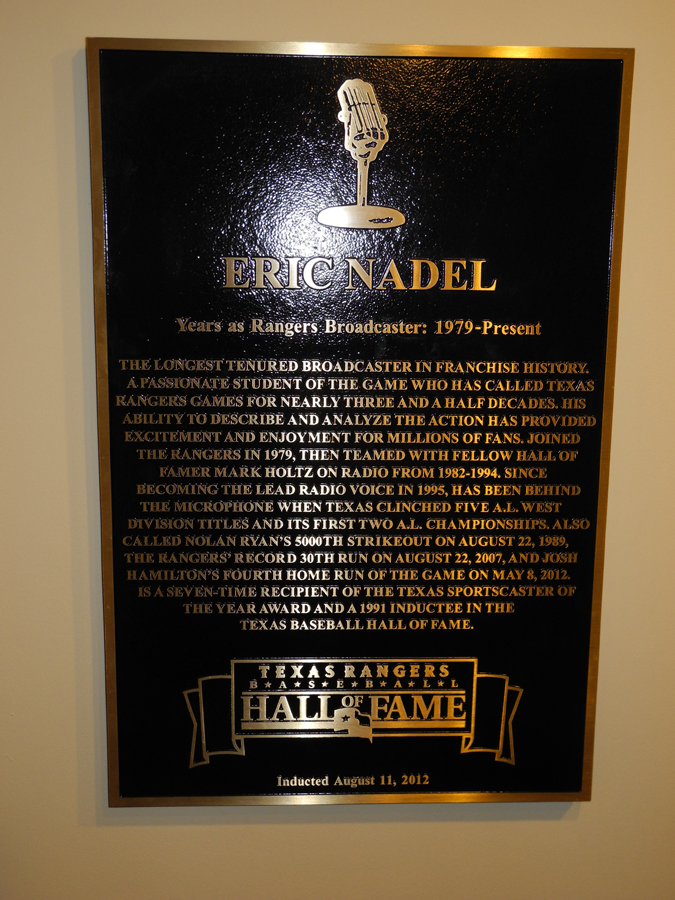 ERIC NADEL
Years as Rangers Broadcaster: 1979-Present
THE LONGEST TENURED BROADCASTER IN FRANCHISE HISTORY.
A PASSIONATE STUDENT OF THE GAME WHO HAS CALLED TEXAS
RANGERS GAMES FOR NEARLY THREE AND A HALF DECADES. HIS
ABILITY TO DESCRIBE AND ANALYZE THE ACTION HAS PROVIDED
EXCITEMENT AND ENJOYMENT FOR MILLIONS OF FANS. JOINED
THE RANGERS IN 1979, THEN TEAMED WITH FELLOW HALL OF
FAMER MARK HOLTZ ON RADIO FROM 1982-1994. SINCE
BECOMING THE LEAD RADIO VOICE IN 1995, HAS BEEN BEHIND
THE MICROPHONE WHEN TEXAS CLINCHED FIVE A.L. WEST
DIVISION TITLES AND ITS FIRST TWO A.L. CHAMPIONSHIPS. ALSO
CALLED NOLAN RYAN'S 5000TH STRIKEOUT ON AUGUST 22, 1989,
THE RANGERS' RECORD 30TH RUN ON AUGUST 22, 2007, AND JOSH
HAMILTON'S FOURTH HOME RUN OF THE GAME ON MAY 8, 2012.
IS A SEVEN-TIME RECIPIENT OF THE TEXAS SPORTSCASTER OF
THE YEAR AWARD AND A 1991 INDUCTEE IN THE
TEXAS BASEBALL HALL OF FAME.
TEXAS RANGERS
B★A★S★E★B★A★L★L
HALL OF FAME
Inducted August 11, 2012